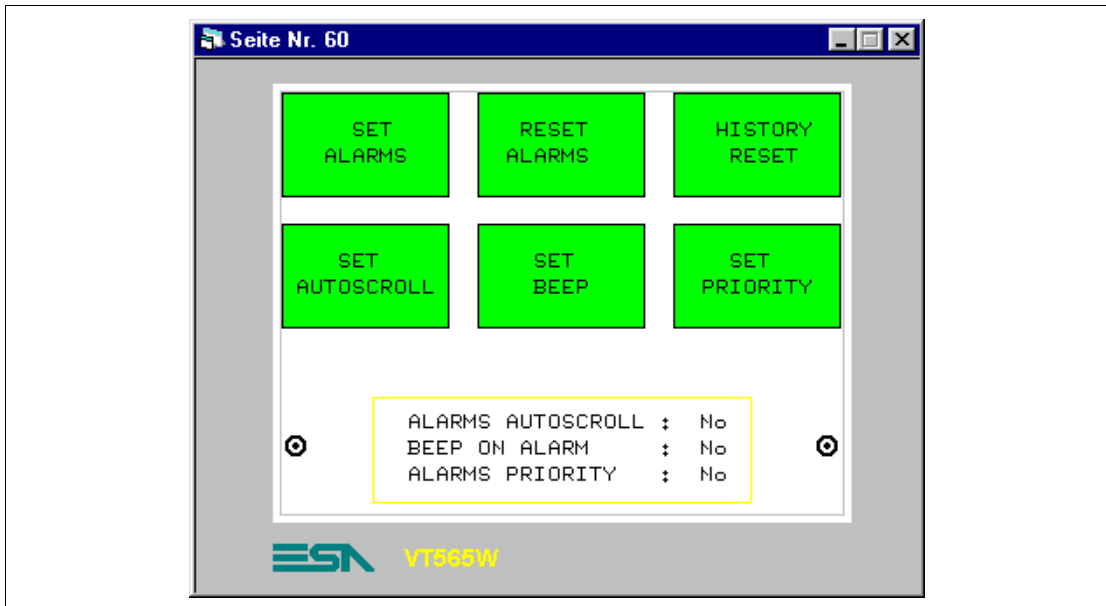 Seite Nr. 60
SET
ALARMS
RESET
ALARMS
HISTORY
RESET
SET
AUTOSCROLL
SET
BEEP
SET
PRIORITY
ALARMS AUTOSCROLL : No
BEEP ON ALARM : No
ALARMS PRIORITY : No
ESA VT565W